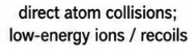 direct atom collisions;
low-energy ions / recoils